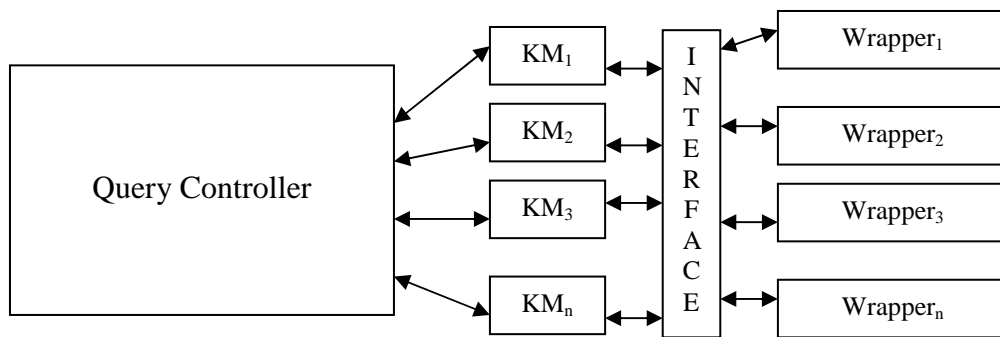 Query Controller
KM₁
KM₂
KM₃
KMₙ
I
N
T
E
R
F
A
C
E
Wrapper₁
Wrapper₂
Wrapper₃
Wrapperₙ